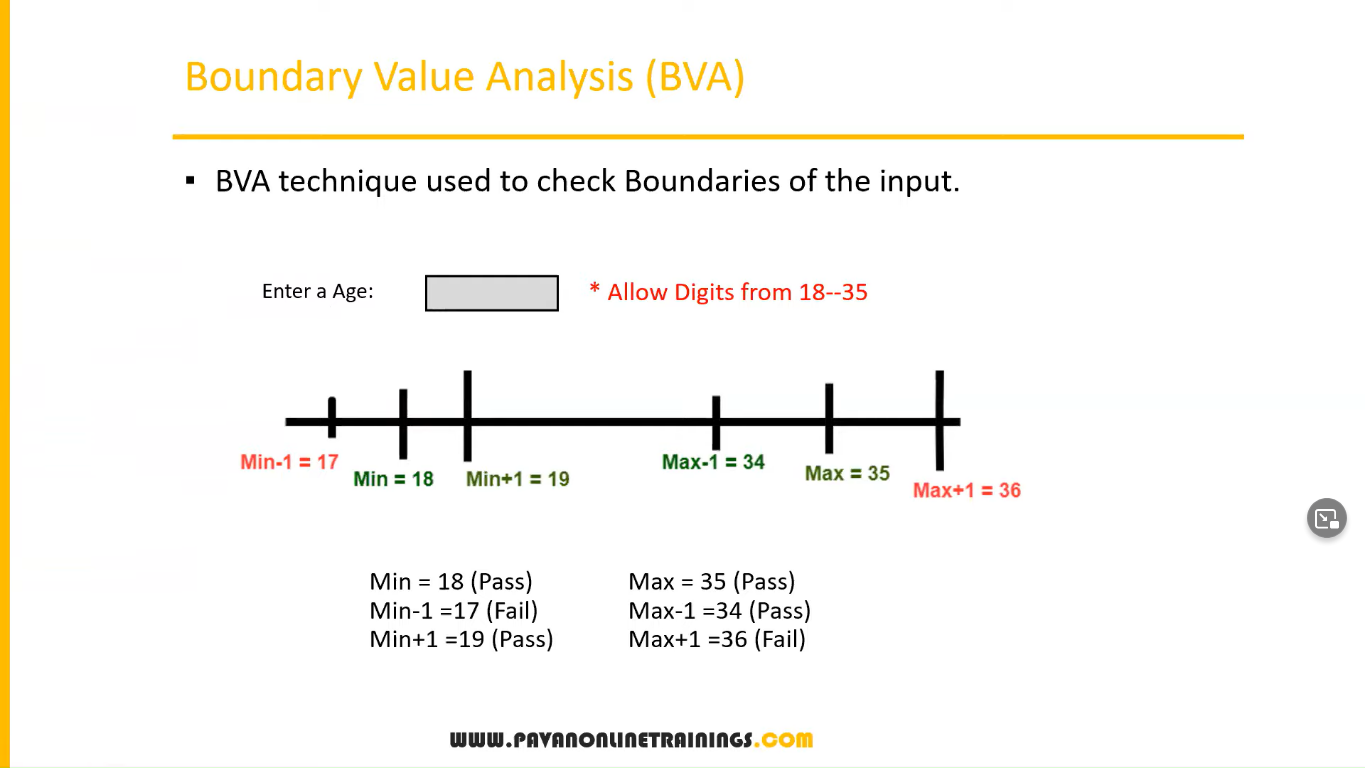 Boundary Value Analysis (BVA)
▪ BVA technique used to check Boundaries of the input.
Enter a Age: * Allow Digits from 18--35
Min-1 = 17
Min = 18
Min+1 = 19
Max-1 = 34
Max = 35
Max+1 = 36
Min = 18 (Pass)
Min-1 =17 (Fail)
Min+1 =19 (Pass)
Max = 35 (Pass)
Max-1 =34 (Pass)
Max+1 =36 (Fail)
WWW.PAVANONLINETRAININGS.COM